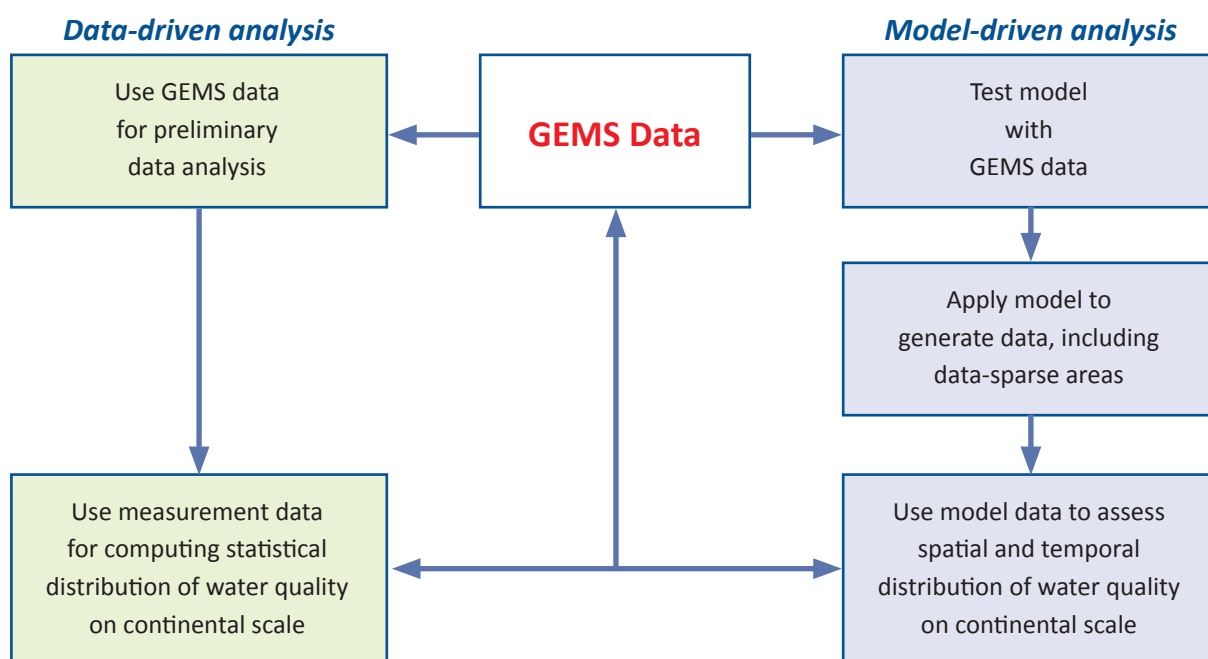 Data-driven analysis
Use GEMS data
for preliminary
data analysis
Use measurement data
for computing statistical
distribution of water quality
on continental scale
GEMS Data
Model-driven analysis
Test model
with
GEMS data
Apply model to
generate data, including
data-sparse areas
Use model data to assess
spatial and temporal
distribution of water quality
on continental scale